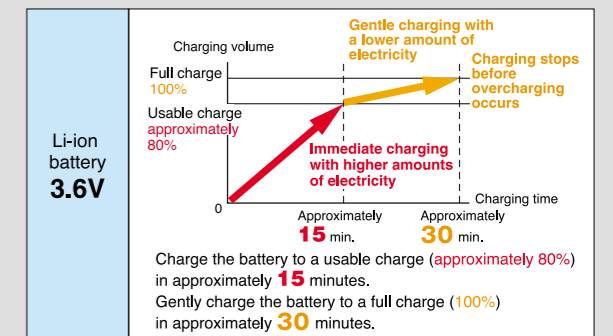 Li-ion
battery
3.6V
Charging volume
Full charge
100%
Usable charge
approximately
80%
0
Gentle charging with
a lower amount of
electricity
Charging stops
before
overcharging
occurs
Immediate charging
with higher amounts
of electricity
Charging time
Approximately
15 min.
Approximately
30 min.
Charge the battery to a usable charge (approximately 80%)
in approximately 15 minutes.
Gently charge the battery to a full charge (100%)
in approximately 30 minutes.